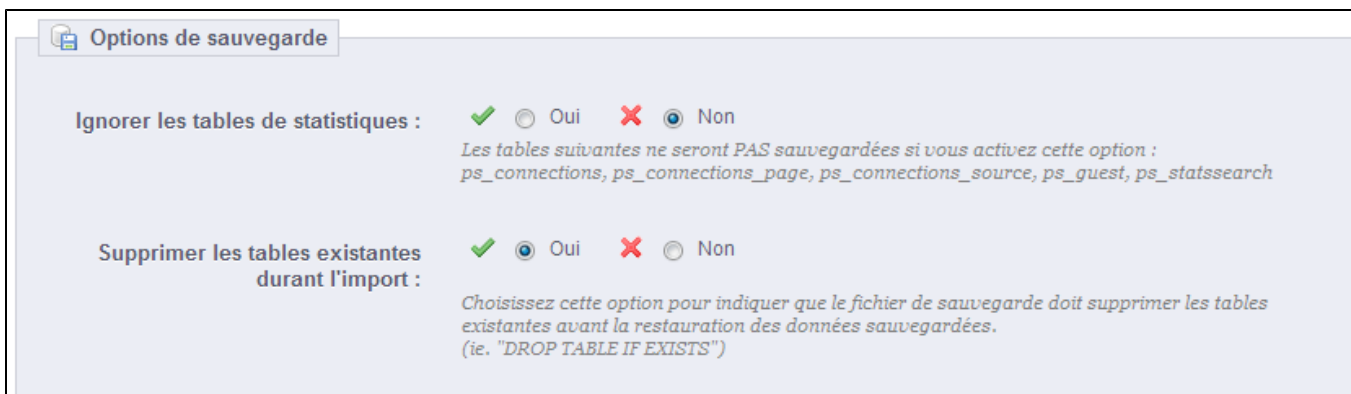 Options de sauvegarde
Ignorer les tables de statistiques :
Oui
Non
Les tables suivantes ne seront PAS sauvegardées si vous activez cette option :
ps_connections, ps_connections_page, ps_connections_source, ps_guest, ps_statssearch
Supprimer les tables existantes
durant l'import :
Oui
Non
Choisissez cette option pour indiquer que le fichier de sauvegarde doit supprimer les tables
existantes avant la restauration des données sauvegardées.
(ie. "DROP TABLE IF EXISTS")